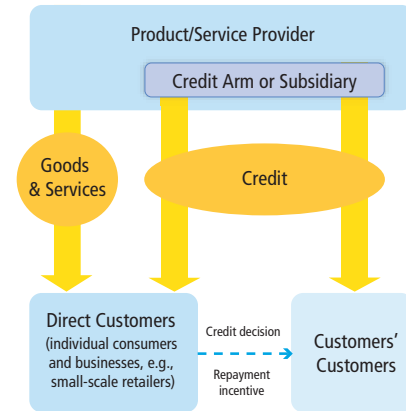 Product/Service Provider
Credit Arm or Subsidiary
Goods
& Services
Credit
Direct Customers
(individual consumers
and businesses, e.g.,
small-scale retailers)
Credit decision
Repayment
incentive
Customers'
Customers